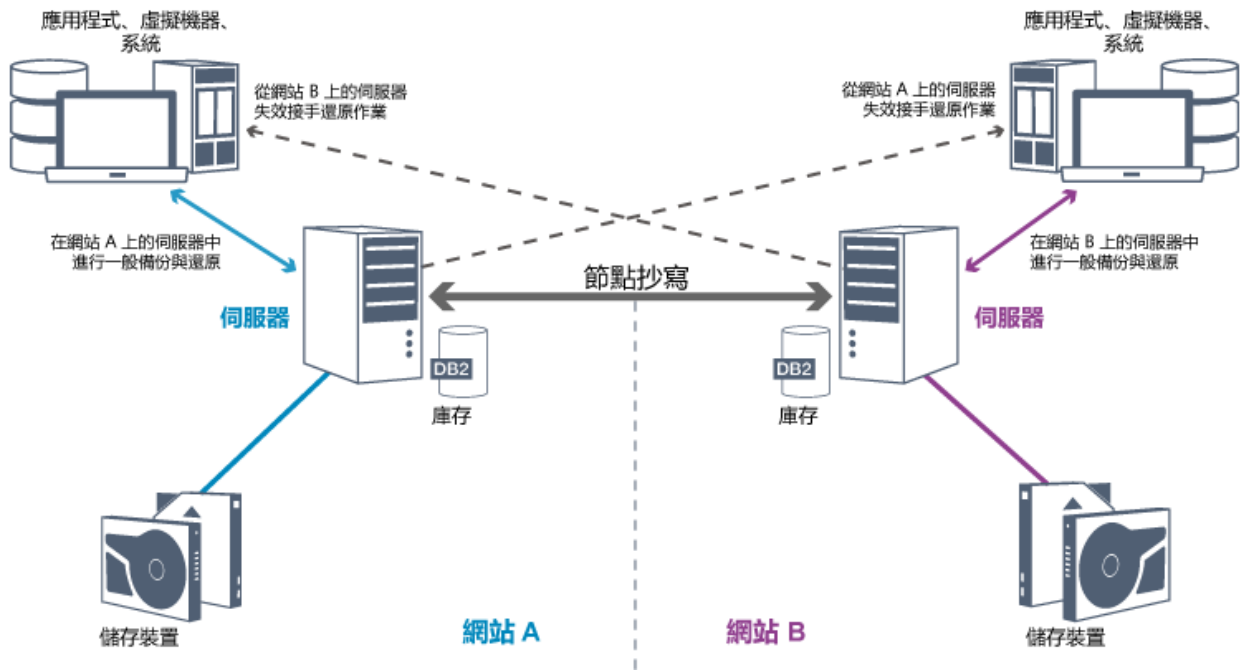 應用程式、虛擬機器、
系統
應用程式、虛擬機器、
系統
從網站 B 上的伺服器
失效接手還原作業
從網站 A 上的伺服器
失效接手還原作業
在網站 A 上的伺服器中
進行一般備份與還原
在網站 B 上的伺服器中
進行一般備份與還原
節點抄寫
伺服器
伺服器
DB2
DB2
庫存
庫存
網站 A
網站 B
儲存裝置
儲存裝置